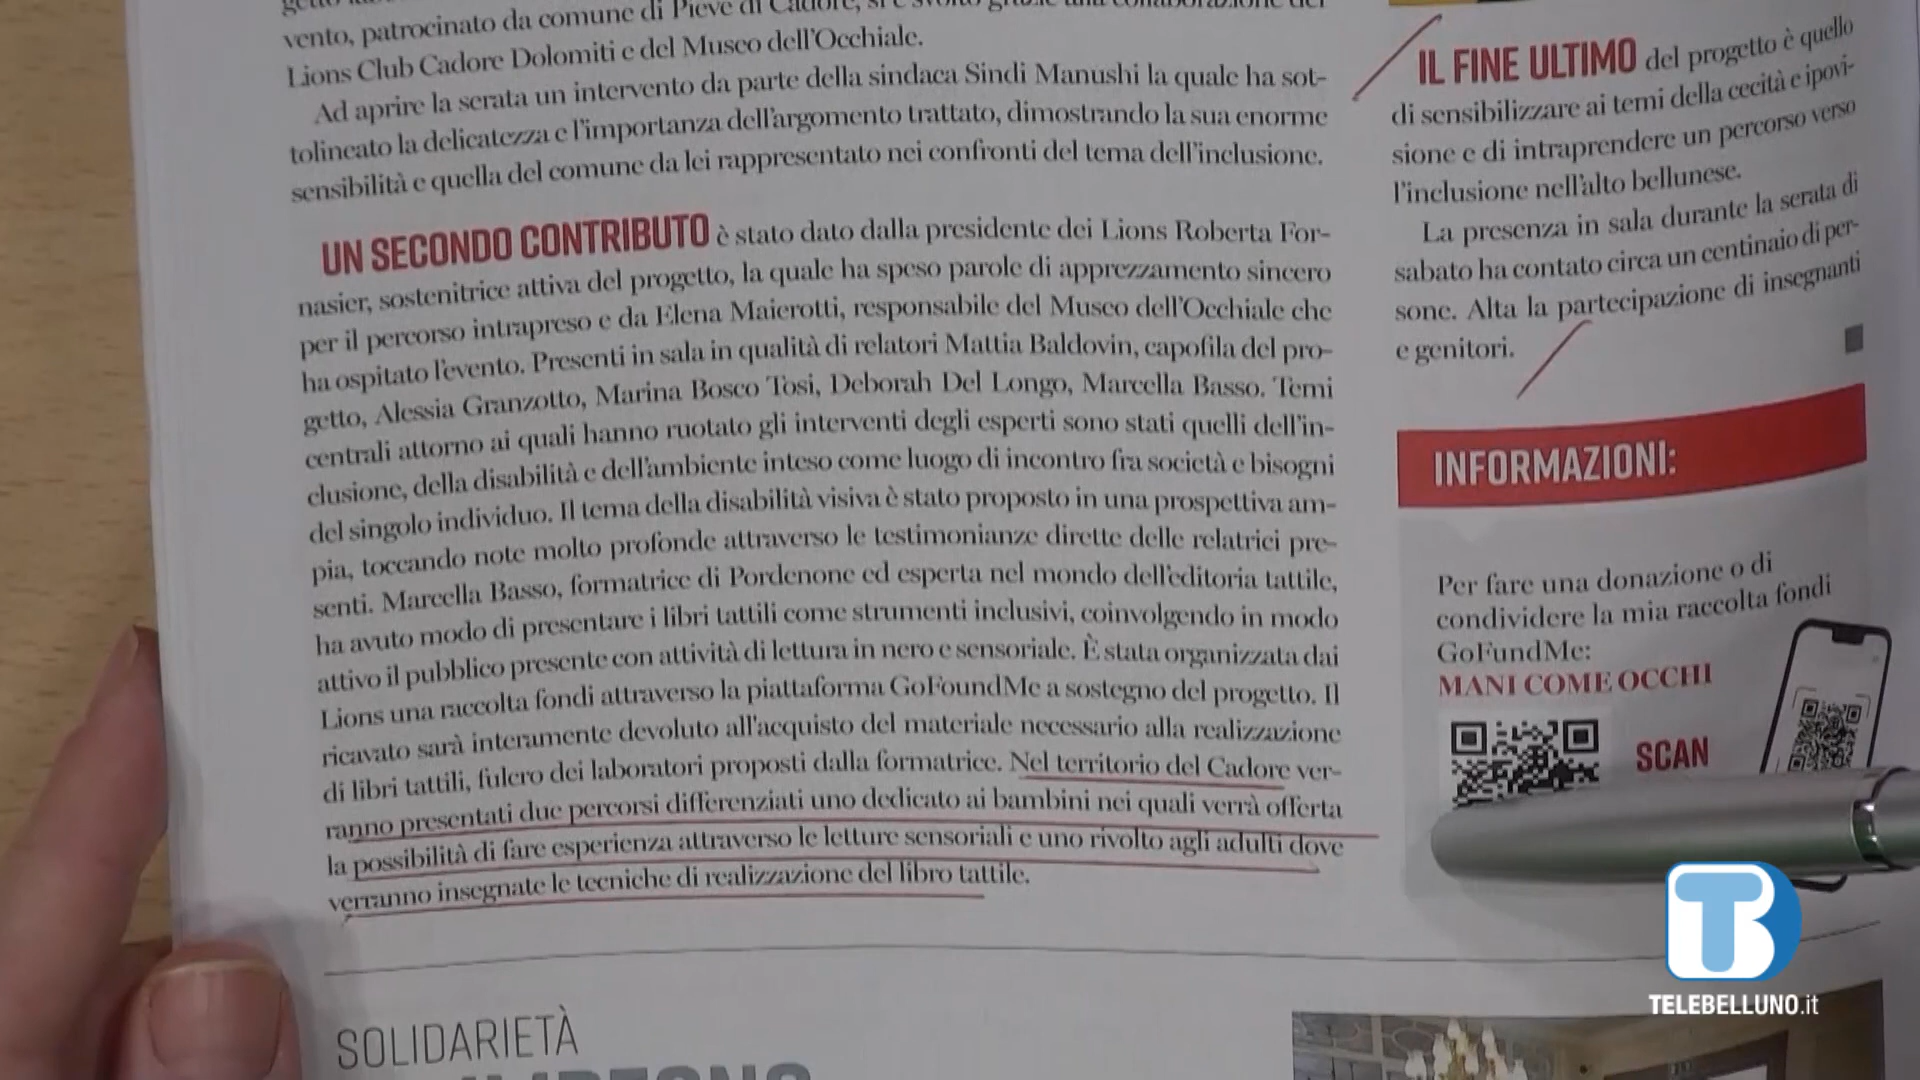 vento, patrocinato da comune di Pieve di Cadore, si è svolto grazie alla collaborazione del
Lions Club Cadore Dolomiti e del Museo dell'Occhiale.
Ad aprire la serata un intervento da parte della sindaca Sindi Manushi la quale ha sot-
tolineato la delicatezza e l'importanza dell'argomento trattato, dimostrando la sua enorme
sensibilità e quella del comune da lei rappresentato nei confronti del tema dell'inclusione.
UN SECONDO CONTRIBUTO è stato dato dalla presidente dei Lions Roberta For-
nasier, sostenitrice attiva del progetto, la quale ha speso parole di apprezzamento sincero
per il percorso intrapreso e da Elena Maierotti, responsabile del Museo dell'Occhiale che
ha ospitato l'evento. Presenti in sala in qualità di relatori Mattia Baldovin, capofila del pro-
getto, Alessia Granzotto, Marina Bosco Tosi, Deborah Del Longo, Marcella Basso. Temi
centrali attorno ai quali hanno ruotato gli interventi degli esperti sono stati quelli dell'in-
clusione, della disabilità e dell'ambiente inteso come luogo di incontro fra società e bisogni
del singolo individuo. Il tema della disabilità visiva è stato proposto in una prospettiva am-
pia, toccando note molto profonde attraverso le testimonianze dirette delle relatrici pre-
senti. Marcella Basso, formatrice di Pordenone ed esperta nel mondo dell'editoria tattile,
ha avuto modo di presentare i libri tattili come strumenti inclusivi, coinvolgendo in modo
attivo il pubblico presente con attività di lettura in nero e sensoriale. È stata organizzata dai
Lions una raccolta fondi attraverso la piattaforma GoFoundMe a sostegno del progetto. Il
ricavato sarà interamente devoluto all'acquisto del materiale necessario alla realizzazione
di libri tattili, fulcro dei laboratori proposti dalla formatrice. Nel territorio del Cadore ver-
ranno presentati due percorsi differenziati uno dedicato ai bambini nei quali verrà offerta
la possibilità di fare esperienza attraverso le letture sensoriali e uno rivolto agli adulti dove
verranno insegnate le tecniche di realizzazione del libro tattile.
IL FINE ULTIMO del progetto è quello
di sensibilizzare ai temi della cecità e ipovi-
sione e di intraprendere un percorso verso
l'inclusione nell'alto bellunese.
La presenza in sala durante la serata di
sabato ha contato circa un centinaio di per-
sone. Alta la partecipazione di insegnanti
e genitori.
INFORMAZIONI:
Per fare una donazione o di
condividere la mia raccolta fondi
GoFundMe:
MANI COME OCCHI
SCAN
SOLIDARIETÀ
TELEBELLUNO.it